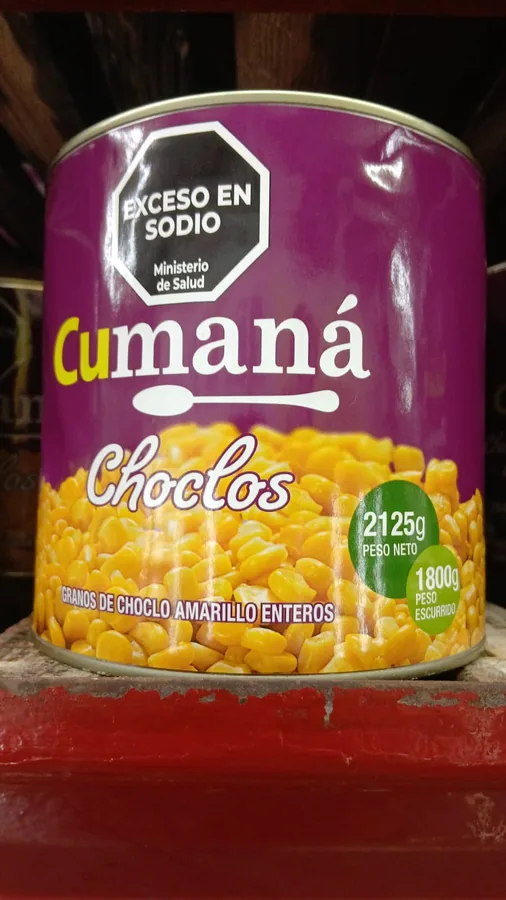 EXCESO EN
SODIO
Ministerio
de Salud
Cumaná
Choclos
2125g
PESO NETO
1800g
PESO
ESCURRIDO
GRANOS DE CHOCLO AMARILLO ENTEROS